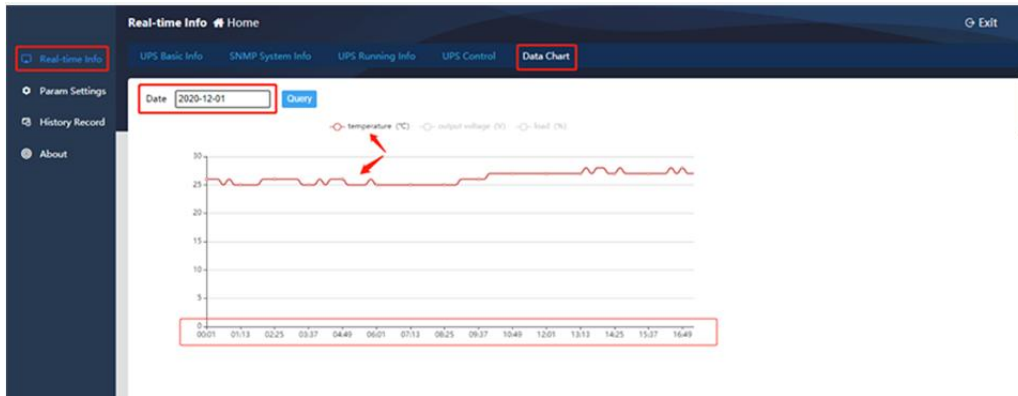 Real-time Info Home
Exit
Real-time Info
UPS Basic Info SNMP System Info UPS Running Info UPS Control Data Chart
Param Settings
Date 2020-12-01 Query
History Record
temperature (℃) output voltage (V) load (%)
About
30
25
20
15
10
5
0
00:01 01:13 02:25 03:37 04:49 06:01 07:13 08:25 09:37 10:49 12:01 13:13 14:25 15:37 16:49